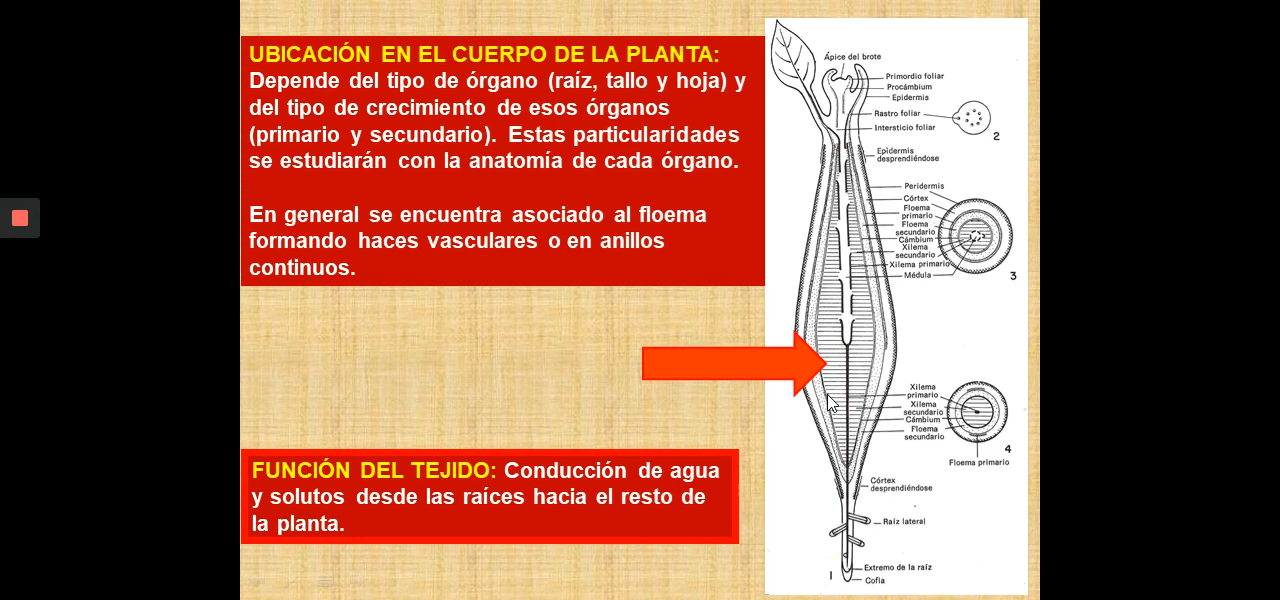 UBICACIÓN EN EL CUERPO DE LA PLANTA:
Depende del tipo de órgano (raíz, tallo y hoja) y
del tipo de crecimiento de esos órganos
(primario y secundario). Estas particularidades
se estudiarán con la anatomía de cada órgano.
En general se encuentra asociado al floema
formando haces vasculares o en anillos
continuos.
FUNCIÓN DEL TEJIDO: Conducción de agua
y solutos desde las raíces hacia el resto de
la planta.
Ápice del brote
Primordio foliar
Procámbium
Epidermis
Rastro foliar
Intersticio foliar
2
Epidermis
desprendiéndose
Peridermis
Córtex
Floema
primario
Floema
secundario
Cámbium
Xilema
secundario
Xilema primario
Médula
3
Xilema
primario
Xilema
secundario
Cámbium
Floema
secundario
4
Floema primario
Córtex
desprendiéndose
Raíz lateral
Extremo de la raíz
Cofia
1